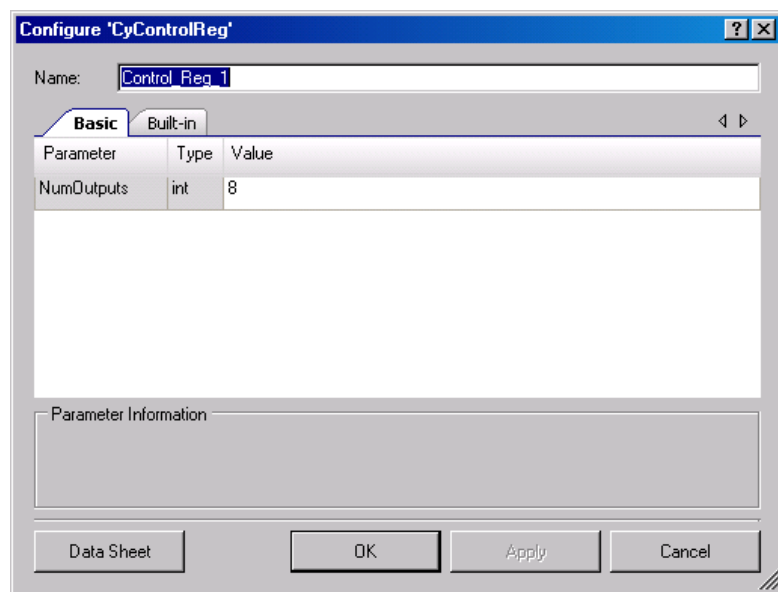 Configure 'CyControlReg'
Name: Control_Reg_1
Basic Built-in
Parameter Type Value
NumOutputs int 8
Parameter Information
Data Sheet OK Apply Cancel